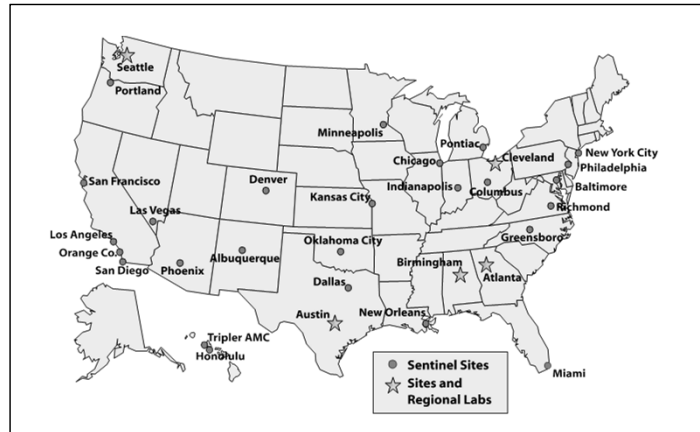 Seattle
Portland
Minneapolis
Pontiac
Cleveland
New York City
Philadelphia
Chicago
Baltimore
Indianapolis
Columbus
San Francisco
Denver
Kansas City
Richmond
Las Vegas
Greensboro
Los Angeles
Oklahoma City
Orange Co.
Albuquerque
Birmingham
San Diego
Phoenix
Atlanta
Dallas
Austin
New Orleans
Tripler AMC
Honolulu
Miami
Sentinel Sites
Sites and
Regional Labs